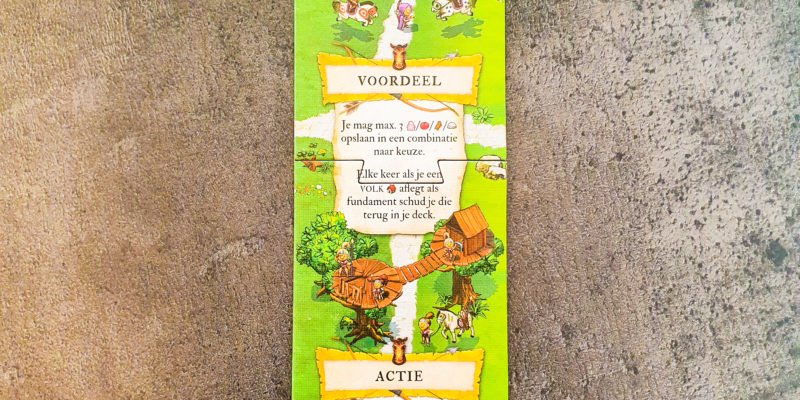 VOORDEEL
Je mag max. 3 / / /
opslaan in een combinatie
naar keuze.
Elke keer als je een
VOLK aflegt als
fundament schud je die
terug in je deck.
ACTIE